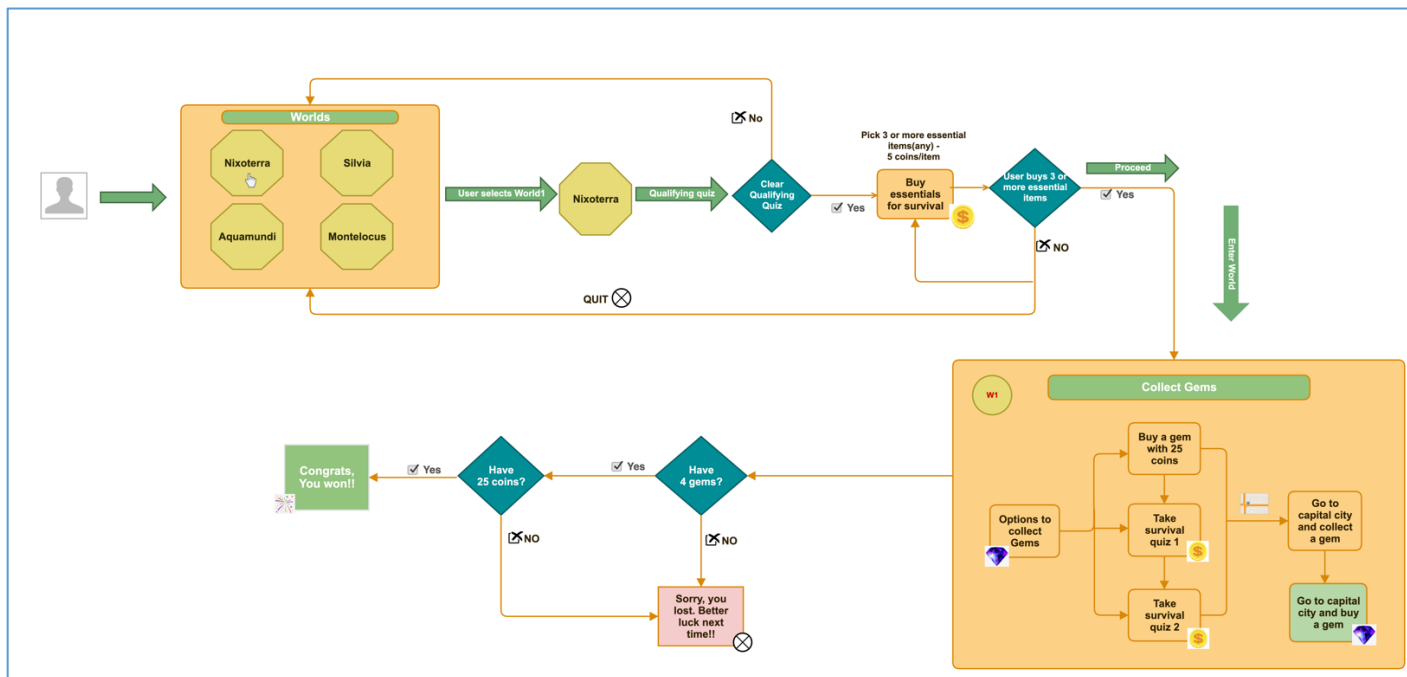 Worlds
Nixoterra
Silvia
Aquamundi
Montelocus
User selects World1
Nixoterra
Qualifying quiz
Clear
Qualifying
Quiz
No
Yes
Pick 3 or more essential
items(any) -
5 coins/item
Buy
essentials
for survival
User buys 3 or
more essential
items
Proceed
Yes
NO
QUIT
Enter World
W1
Collect Gems
Options to
collect
Gems
Buy a gem
with 25
coins
Take
survival
quiz 1
Take
survival
quiz 2
Go to
capital city
and collect
a gem
Go to capital
city and buy
a gem
Have
4 gems?
Yes
NO
Have
25 coins?
Yes
NO
Congrats,
You won!!
Sorry, you
lost. Better
luck next
time!!